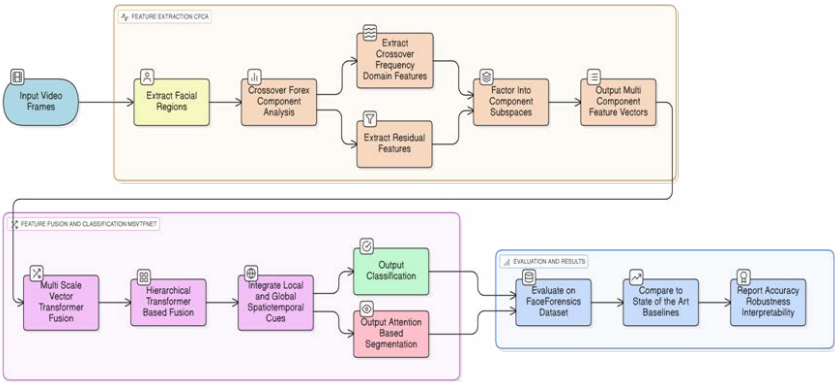 FEATURE EXTRACTION CFCA
Input Video
Frames
Extract Facial
Regions
Crossover Forex
Component
Analysis
Extract
Crossover
Frequency
Domain Features
Extract Residual
Features
Factor Into
Component
Subspaces
Output Multi
Component
Feature Vectors
FEATURE FUSION AND CLASSIFICATION MSVTFNET
Multi Scale
Vector
Transformer
Fusion
Hierarchical
Transformer
Based Fusion
Integrate Local
and Global
Spatiotemporal
Cues
Output
Classification
Output Attention
Based
Segmentation
EVALUATION AND RESULTS
Evaluate on
FaceForensics
Dataset
Compare to
State of the Art
Baselines
Report Accuracy
Robustness
Interpretability